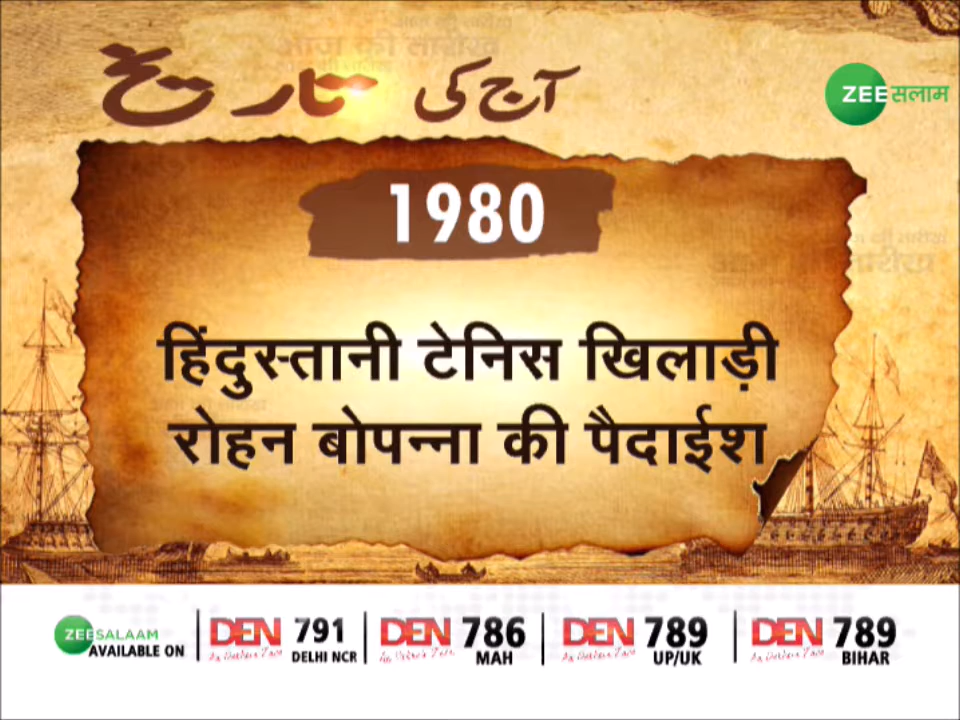 آج کی تاریخ
ZEEसलाम
1980
हिंदुस्तानी टेनिस खिलाड़ी
रोहन बोपन्ना की पैदाईश
ZEESALAAM
AVAILABLE ON
DEN 791
DELHI NCR
DEN 786
MAH
DEN 789
UP/UK
DEN 789
BIHAR